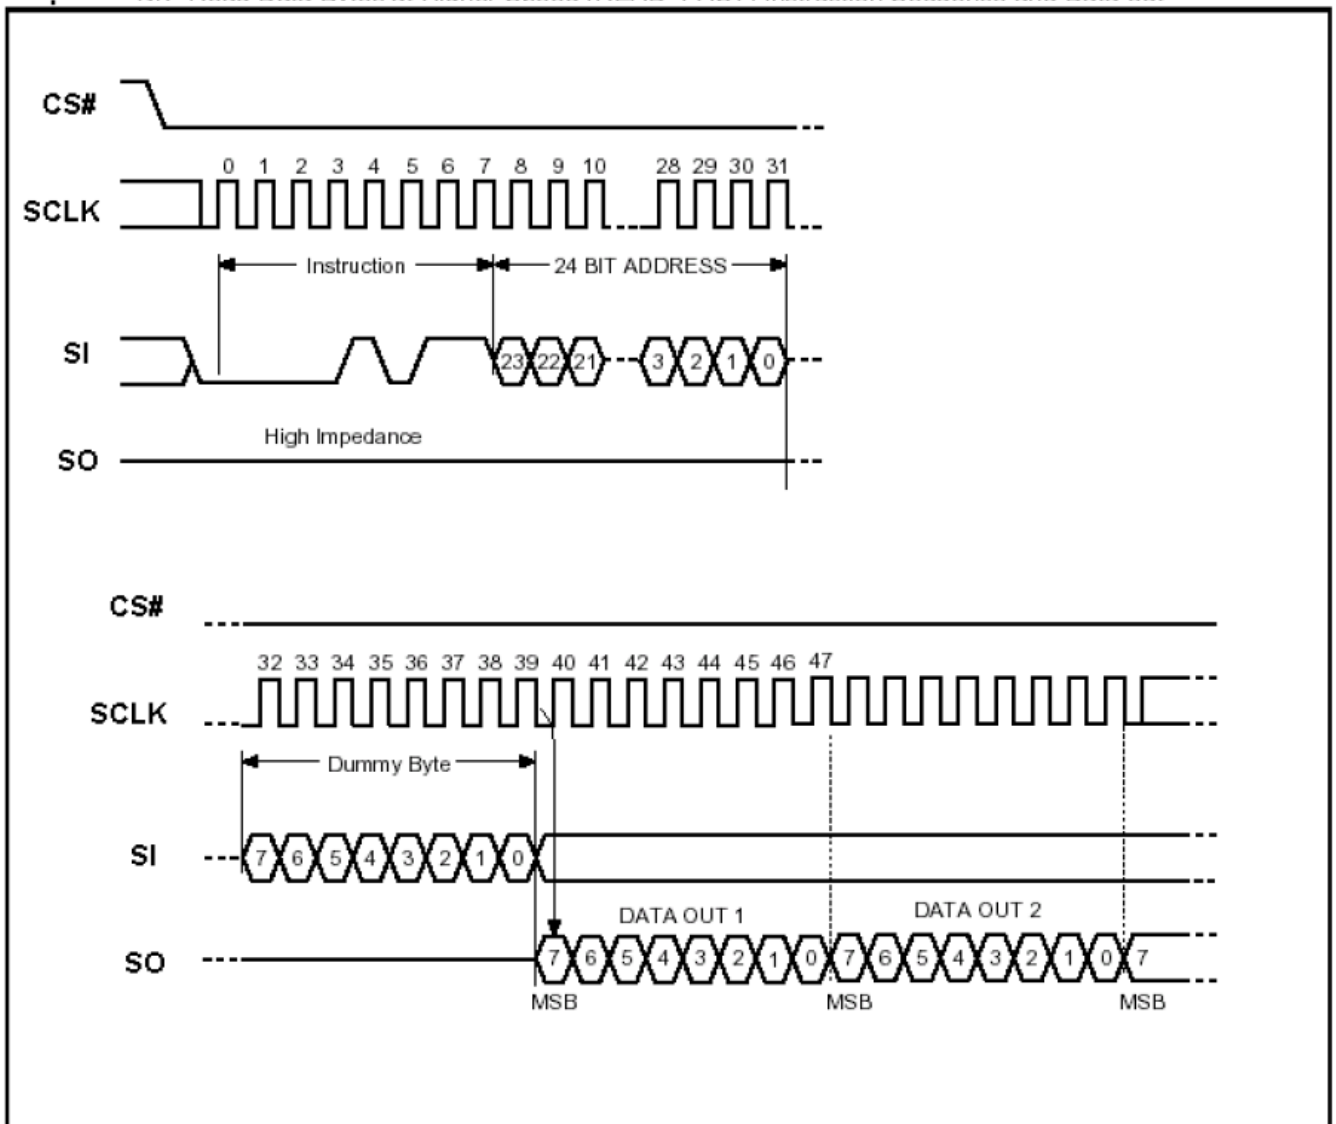 CS#
0 1 2 3 4 5 6 7 8 9 10 28 29 30 31
SCLK
Instruction 24 BIT ADDRESS
SI
23 22 21 3 2 1 0
High Impedance
SO
CS#
32 33 34 35 36 37 38 39 40 41 42 43 44 45 46 47
SCLK
Dummy Byte
SI
7 6 5 4 3 2 1 0
DATA OUT 1 DATA OUT 2
SO
7 6 5 4 3 2 1 0 7 6 5 4 3 2 1 0 7
MSB MSB MSB